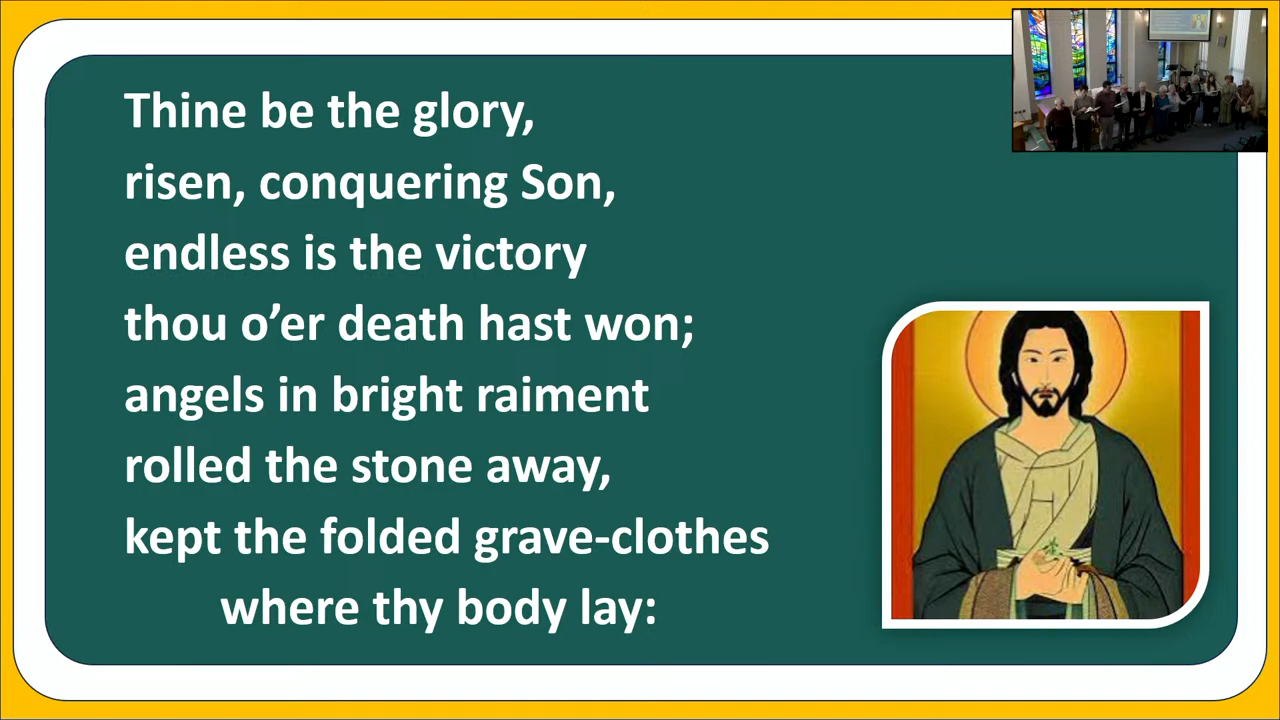 Thine be the glory,
risen, conquering Son,
endless is the victory
thou o’er death hast won;
angels in bright raiment
rolled the stone away,
kept the folded grave-clothes
where thy body lay: